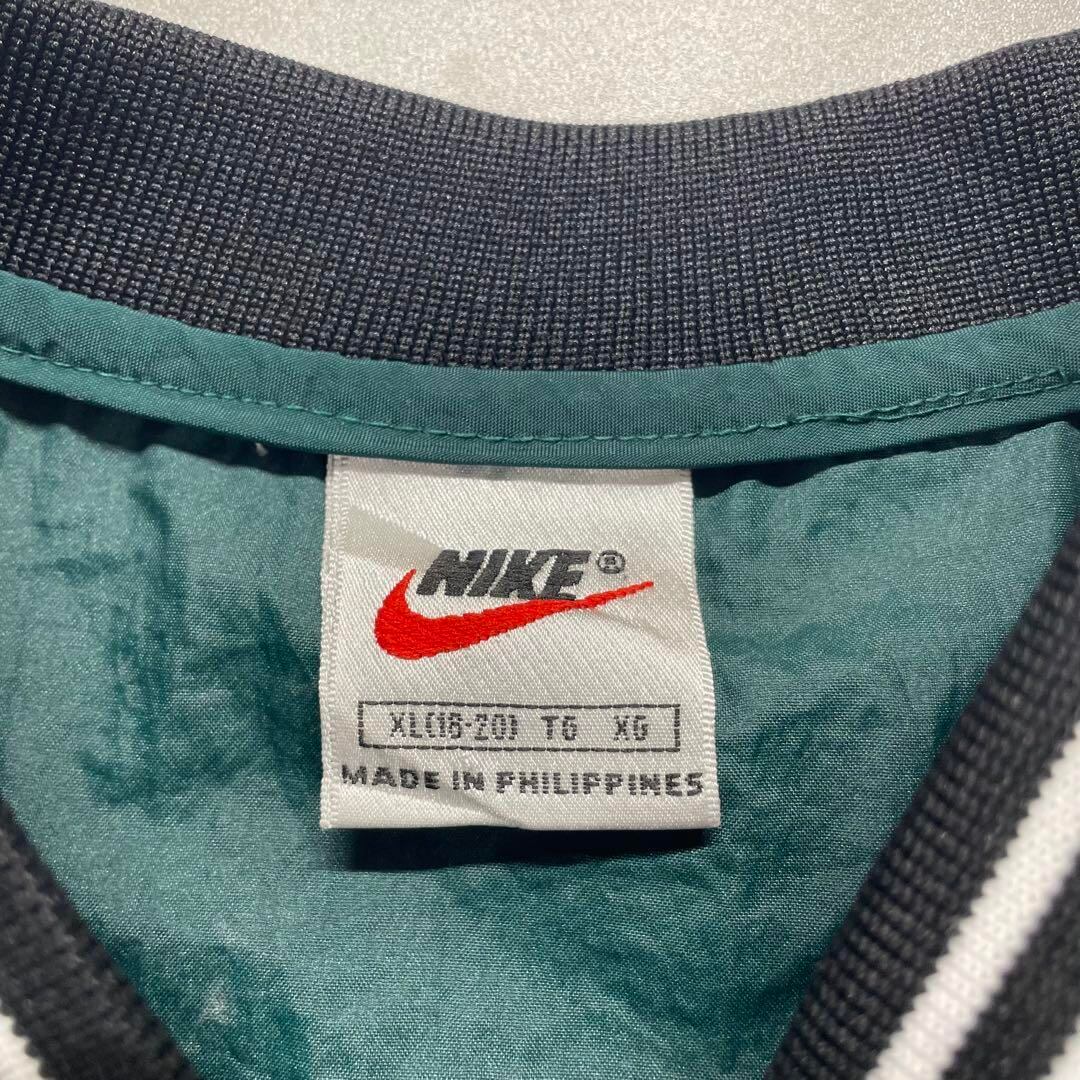 NIKE®
XL(18-20) TG XG
MADE IN PHILIPPINES